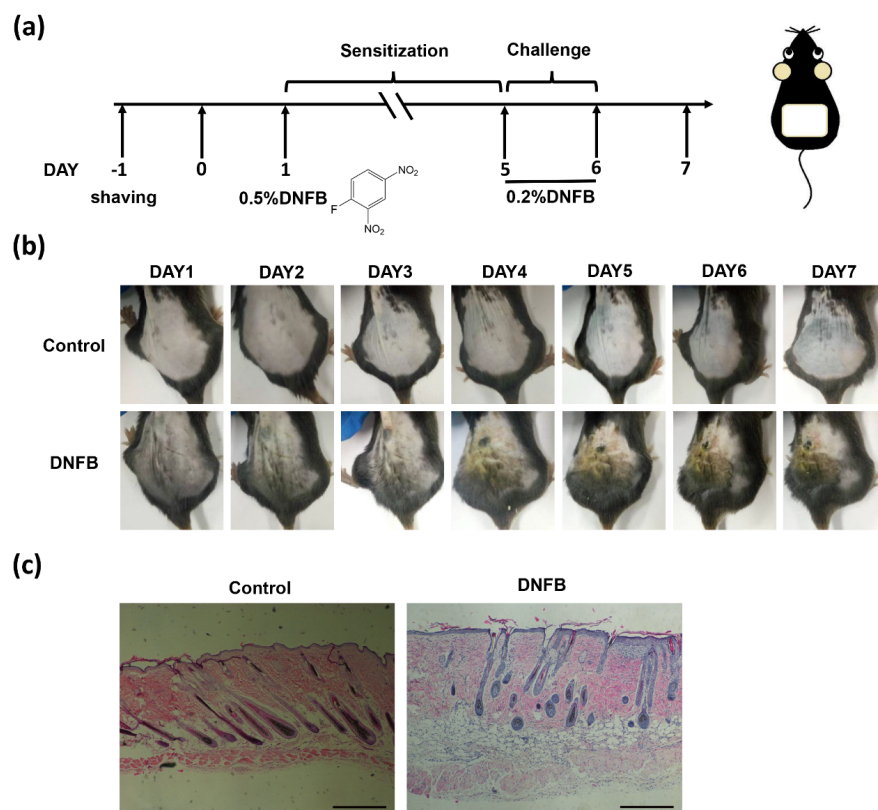 (a)
Sensitization
Challenge
DAY
-1
0
1
5
6
7
shaving
0.5%DNFB
F
NO₂
NO₂
0.2%DNFB
(b)
DAY1
DAY2
DAY3
DAY4
DAY5
DAY6
DAY7
Control
DNFB
(c)
Control
DNFB